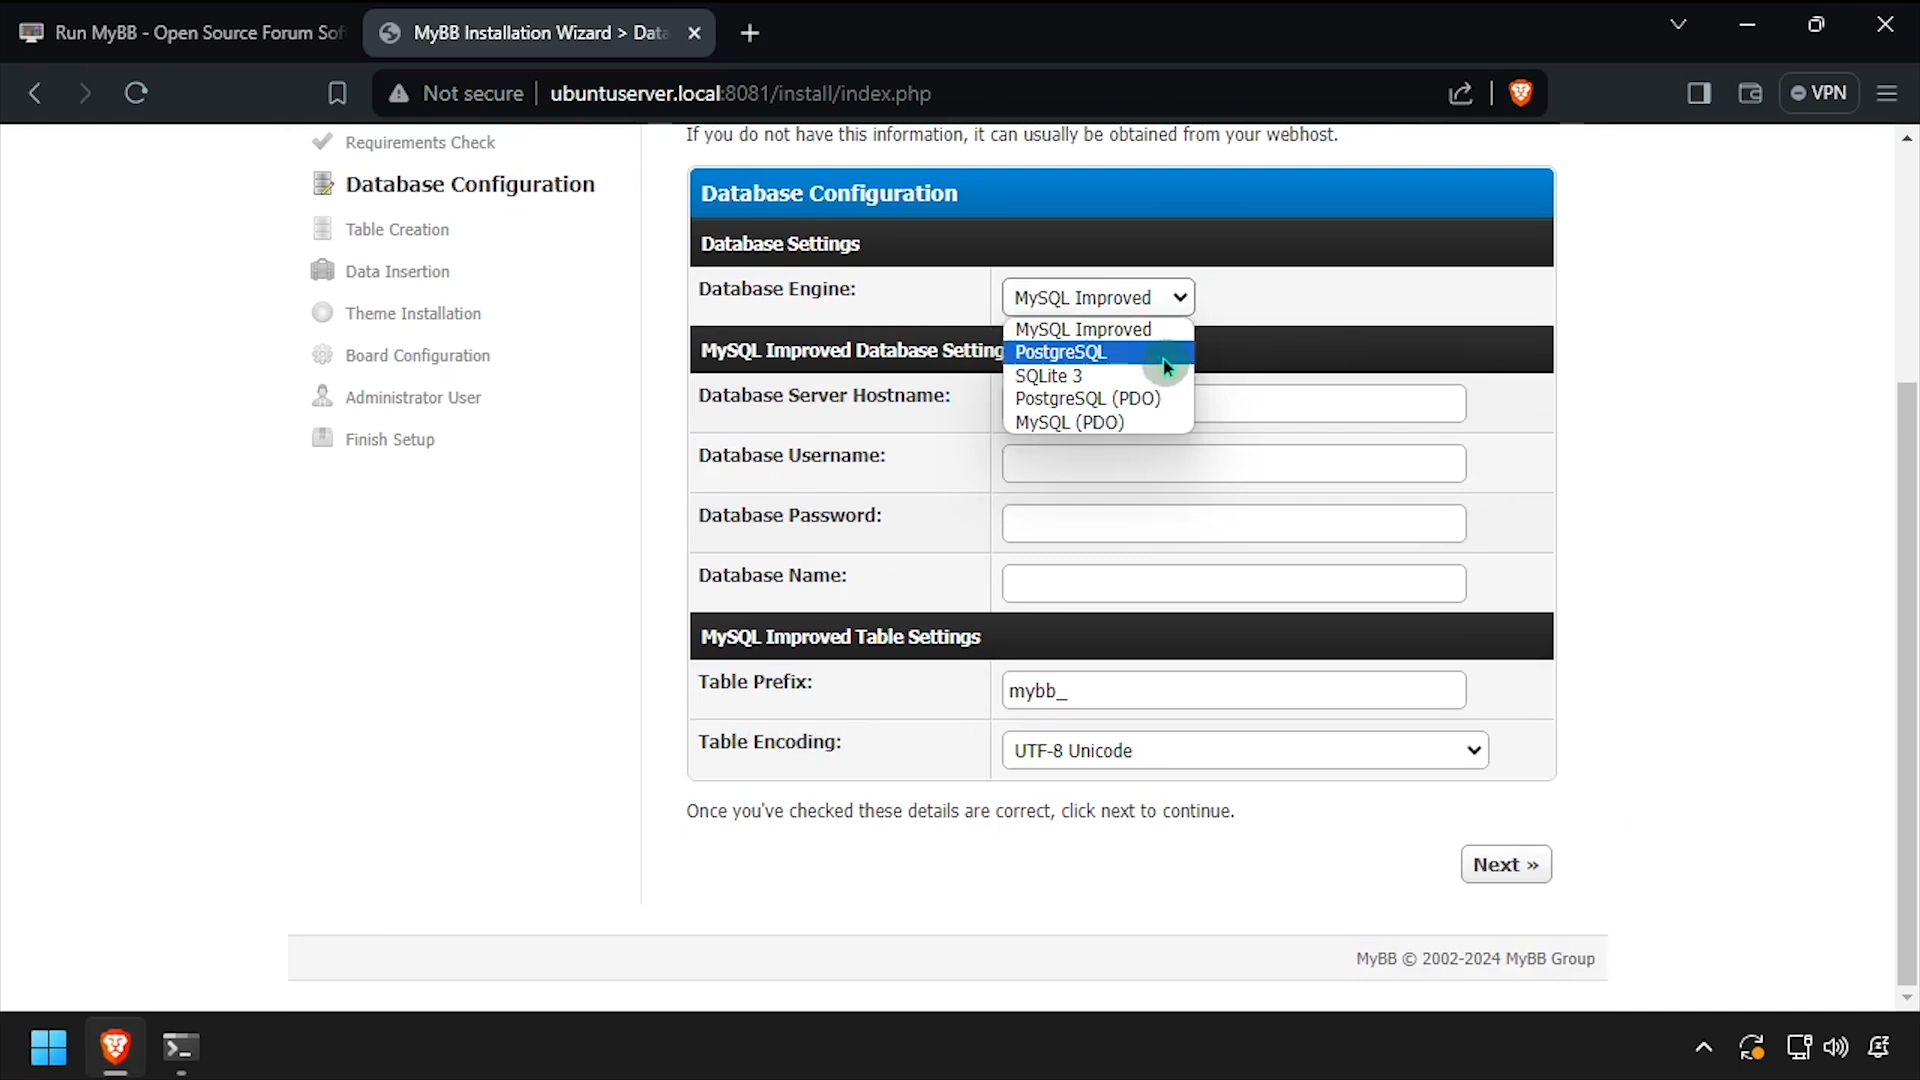 Run MyBB - Open Source Forum Sof
MyBB Installation Wizard > Data
Not secure
ubuntuserver.local:8081/install/index.php
VPN
If you do not have this information, it can usually be obtained from your webhost.
Requirements Check
Database Configuration
Table Creation
Data Insertion
Theme Installation
Board Configuration
Administrator User
Finish Setup
Database Configuration
Database Settings
Database Engine:
MySQL Improved
MySQL Improved
PostgreSQL
SQLite 3
PostgreSQL (PDO)
MySQL (PDO)
MySQL Improved Database Setting
Database Server Hostname:
Database Username:
Database Password:
Database Name:
MySQL Improved Table Settings
Table Prefix:
mybb_
Table Encoding:
UTF-8 Unicode
Once you've checked these details are correct, click next to continue.
Next »
MyBB © 2002-2024 MyBB Group